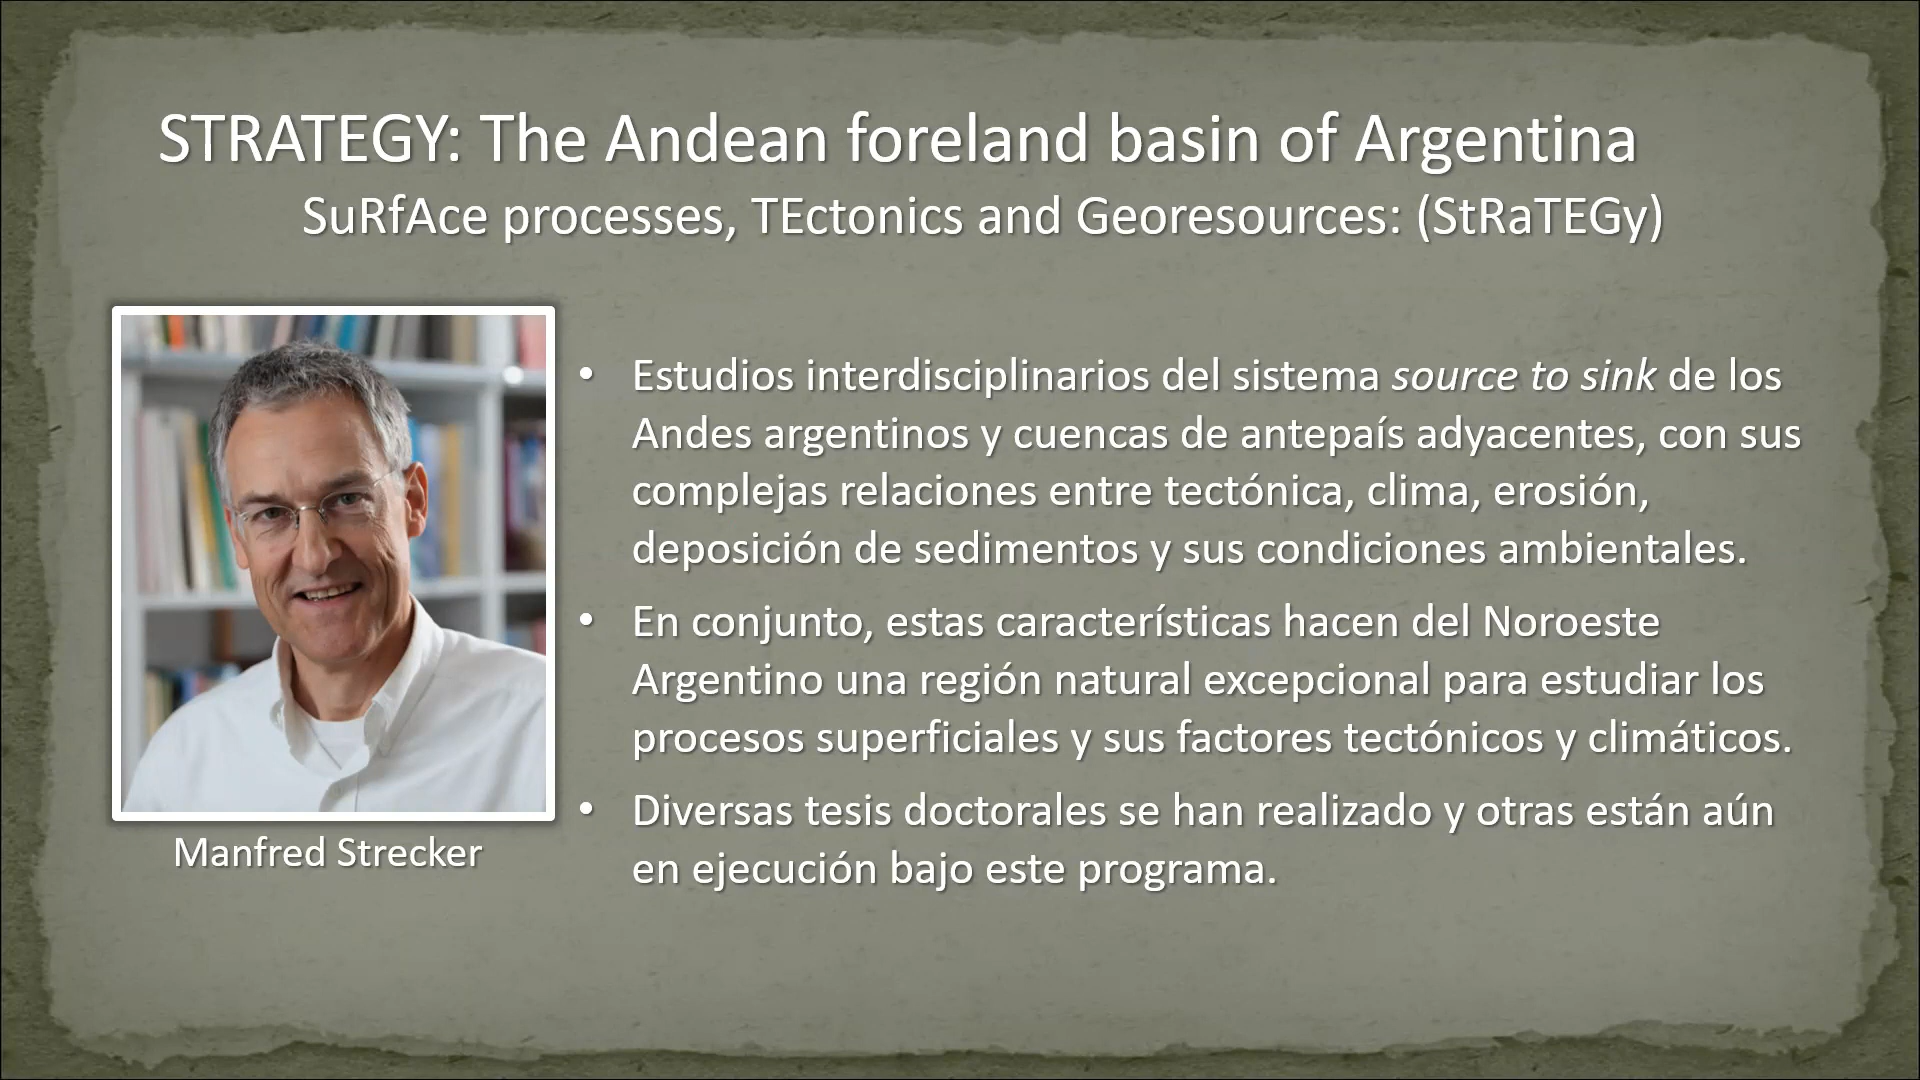 STRATEGY: The Andean foreland basin of Argentina
SuRfAce processes, TEctonics and Georesources: (StRaTEGy)
• Estudios interdisciplinarios del sistema source to sink de los
Andes argentinos y cuencas de antepaís adyacentes, con sus
complejas relaciones entre tectónica, clima, erosión,
deposición de sedimentos y sus condiciones ambientales.
• En conjunto, estas características hacen del Noroeste
Argentino una región natural excepcional para estudiar los
procesos superficiales y sus factores tectónicos y climáticos.
• Diversas tesis doctorales se han realizado y otras están aún
en ejecución bajo este programa.
Manfred Strecker